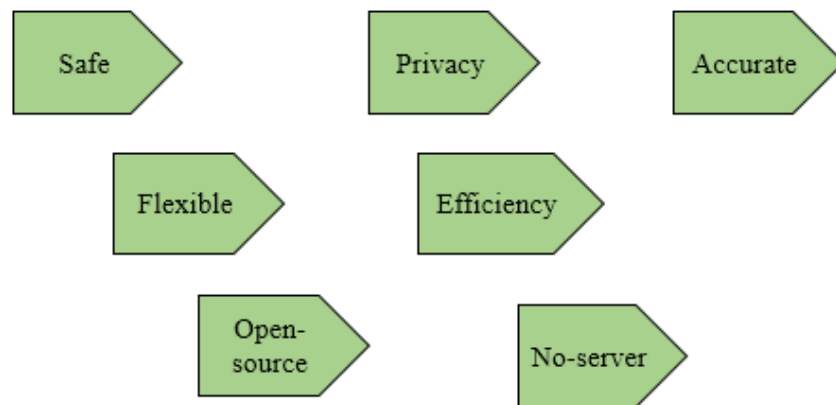 Safe
Privacy
Accurate
Flexible
Efficiency
Open-
source
No-server